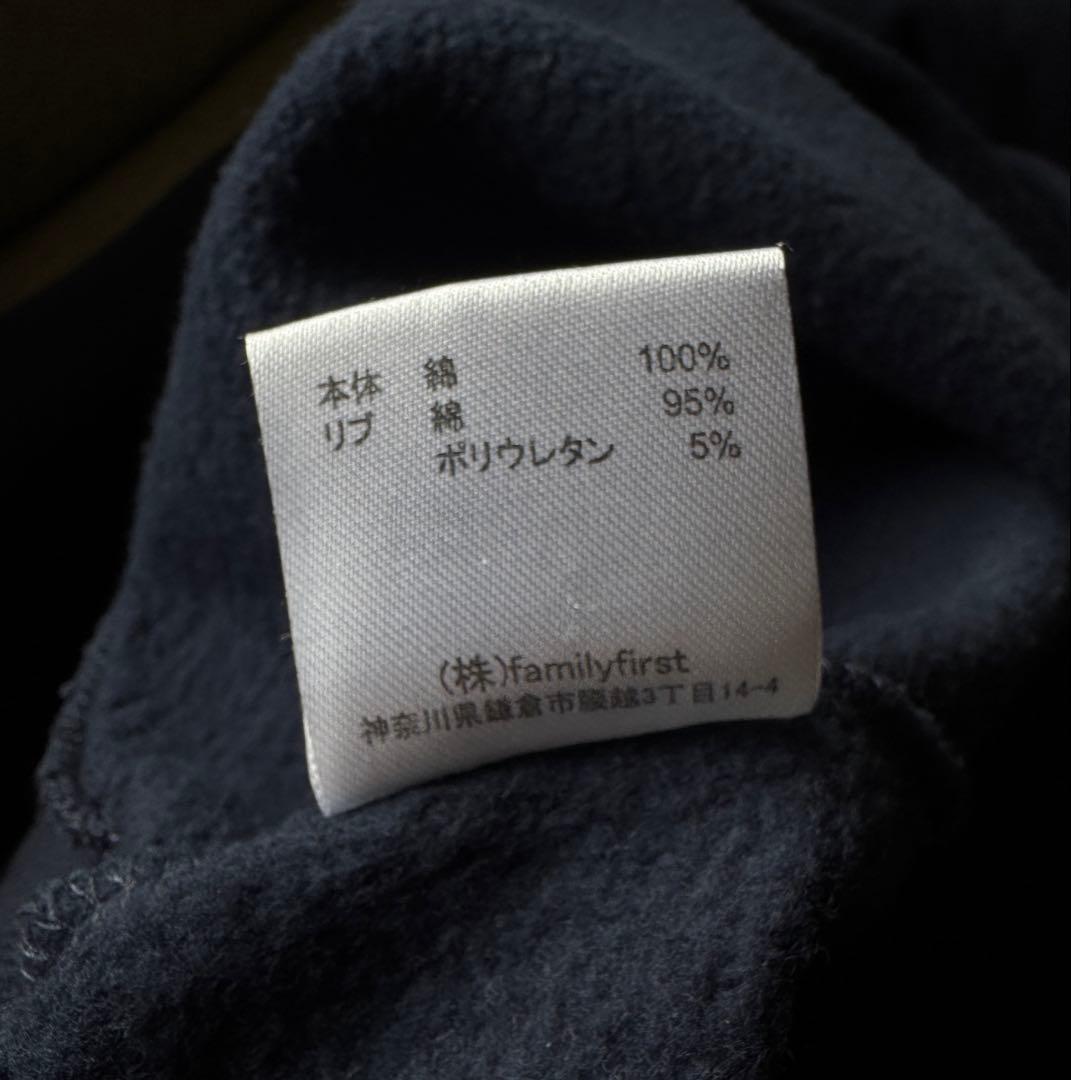 本体 綿 100%
リブ 綿 95%
ポリウレタン 5%
(株)familyfirst
神奈川県鎌倉市腰越3丁目14-4